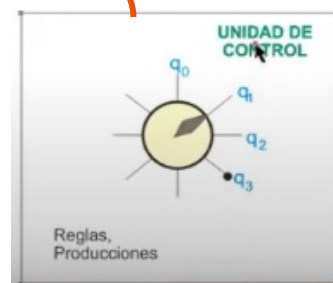 UNIDAD DE
CONTROL
q0
q1
q2
q3
Reglas,
Producciones